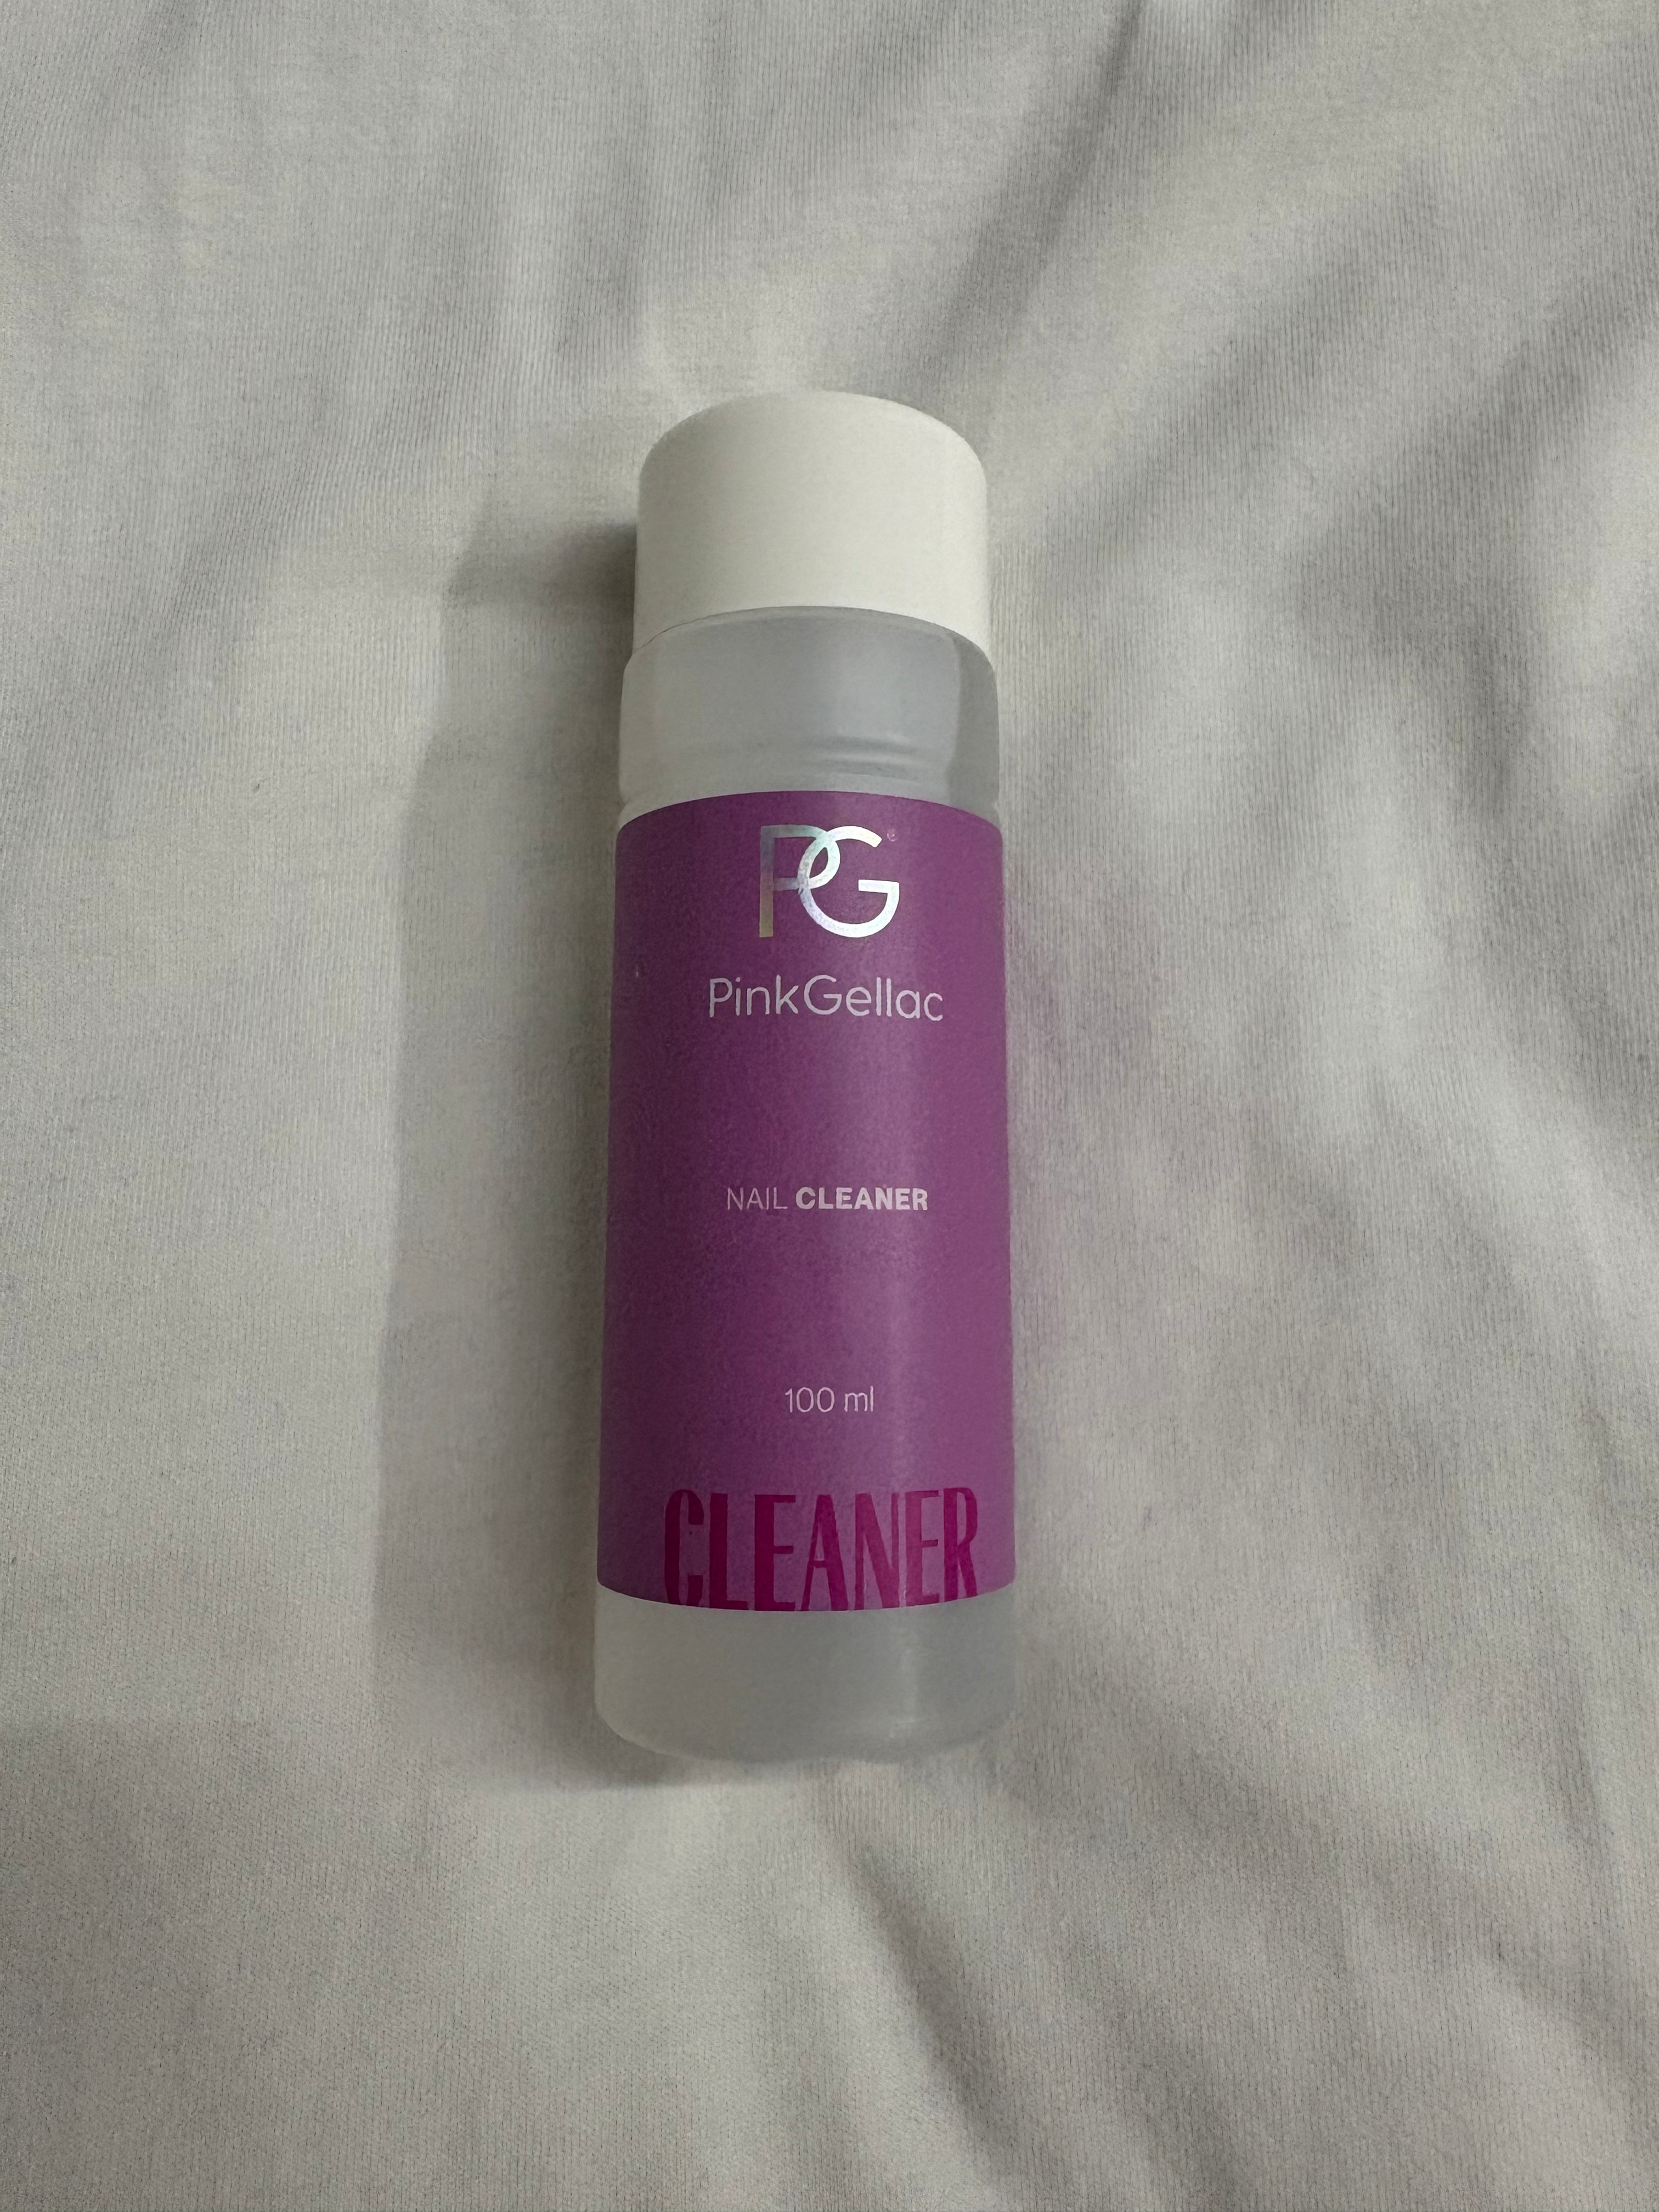 PG®
PinkGellac
NAIL CLEANER
100 ml
CLEANER